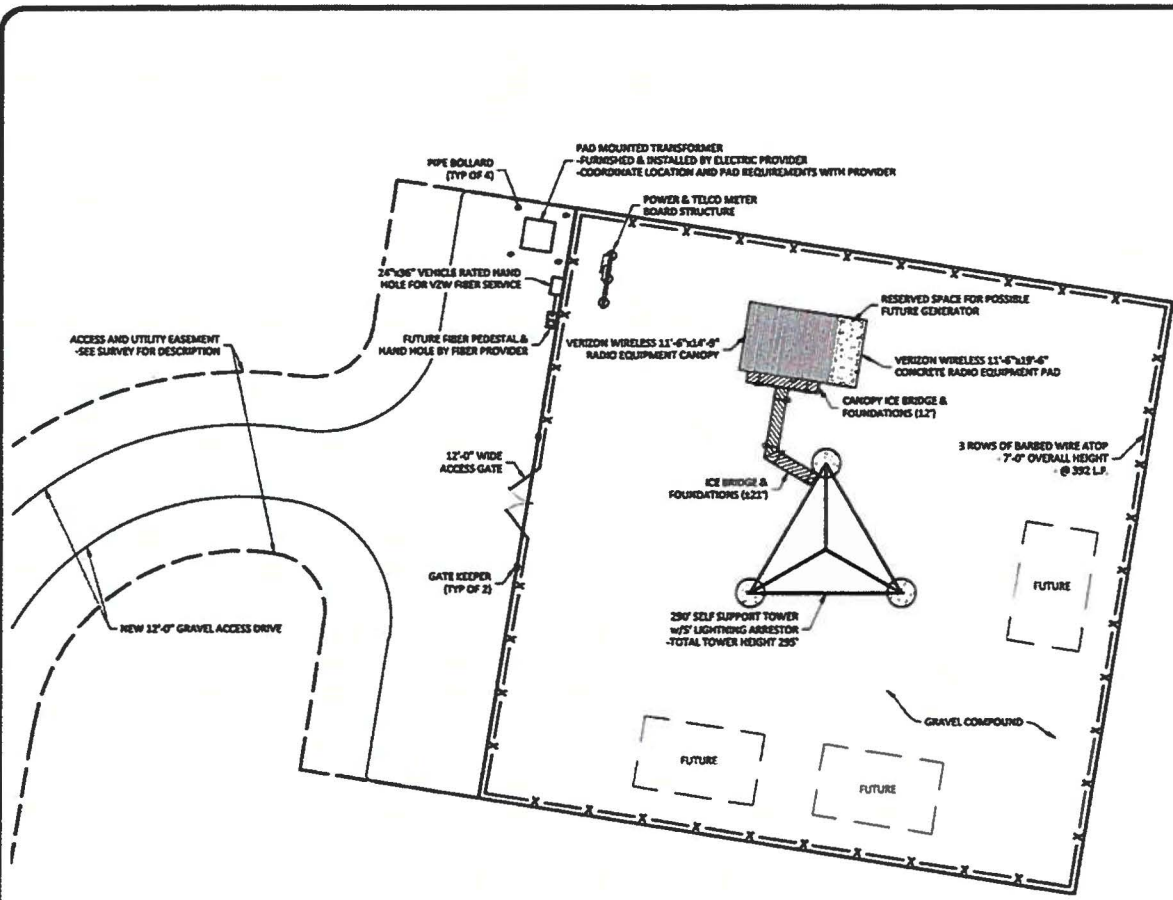 PAD MOUNTED TRANSFORMER
-FURNISHED & INSTALLED BY ELECTRIC PROVIDER
-COORDINATE LOCATION AND PAD REQUIREMENTS WITH PROVIDER
PIPE BOLLARD
(TYP OF 4)
POWER & TELCO METER
BOARD STRUCTURE
24"x36" VEHICLE RATED HAND
HOLE FOR VZW FIBER SERVICE
RESERVED SPACE FOR POSSIBLE
FUTURE GENERATOR
ACCESS AND UTILITY EASEMENT
-SEE SURVEY FOR DESCRIPTION
FUTURE FIBER PEDESTAL &
HAND HOLE BY FIBER PROVIDER
VERIZON WIRELESS 11'-6"x14'-9"
RADIO EQUIPMENT CANOPY
VERIZON WIRELESS 11'-6"x19'-6"
CONCRETE RADIO EQUIPMENT PAD
CANOPY ICE BRIDGE &
FOUNDATIONS (12')
3 ROWS OF BARBED WIRE ATOP
- 7'-0" OVERALL HEIGHT
- @ 392 L.F.
12'-0" WIDE
ACCESS GATE
ICE BRIDGE &
FOUNDATIONS (±21')
GATE KEEPER
(TYP OF 2)
FUTURE
NEW 12'-0" GRAVEL ACCESS DRIVE
290' SELF SUPPORT TOWER
w/5' LIGHTNING ARRESTOR
-TOTAL TOWER HEIGHT 295'
GRAVEL COMPOUND
FUTURE
FUTURE